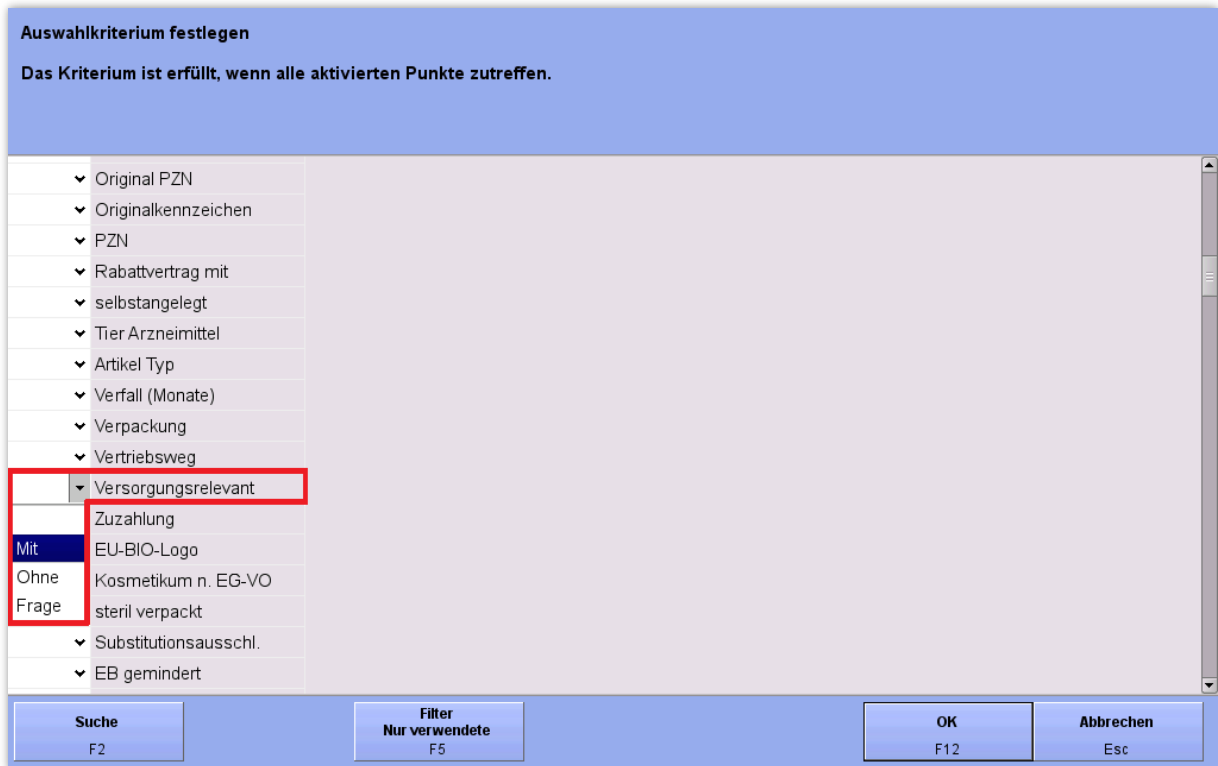 Auswahlkriterium festlegen
Das Kriterium ist erfüllt, wenn alle aktivierten Punkte zutreffen.
Original PZN
Originalkennzeichen
PZN
Rabattvertrag mit
selbstangelegt
Tier Arzneimittel
Artikel Typ
Verfall (Monate)
Verpackung
Vertriebsweg
Versorgungsrelevant
Zuzahlung
Mit EU-BIO-Logo
Ohne Kosmetikum n. EG-VO
Frage steril verpackt
Substitutionsausschl.
EB gemindert
Suche
F2
Filter
Nur verwendete
F5
OK
F12
Abbrechen
Esc